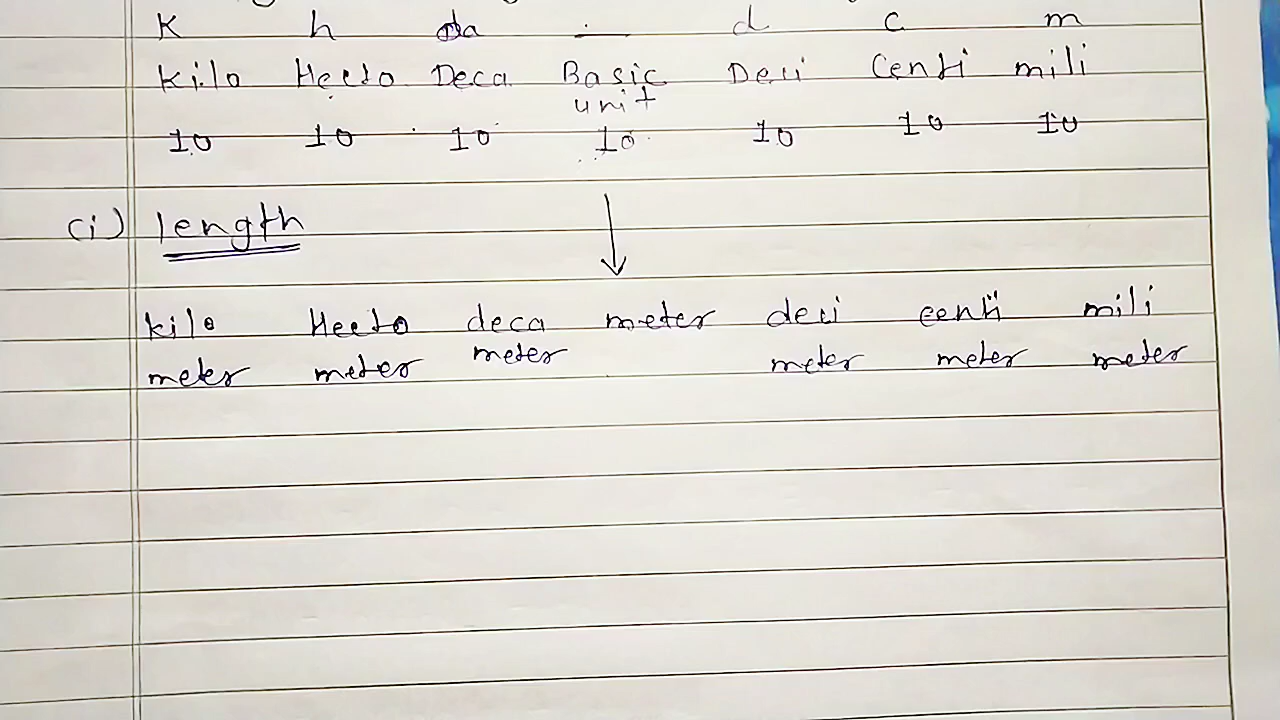 K h da . d c m
Kilo Hecto Deca Basic Deci Centi mili
unit
10 10 10 10 10 10 10
(i) length
kilo Hecto deca meter deci centi mili
meter meter meter meter meter meter